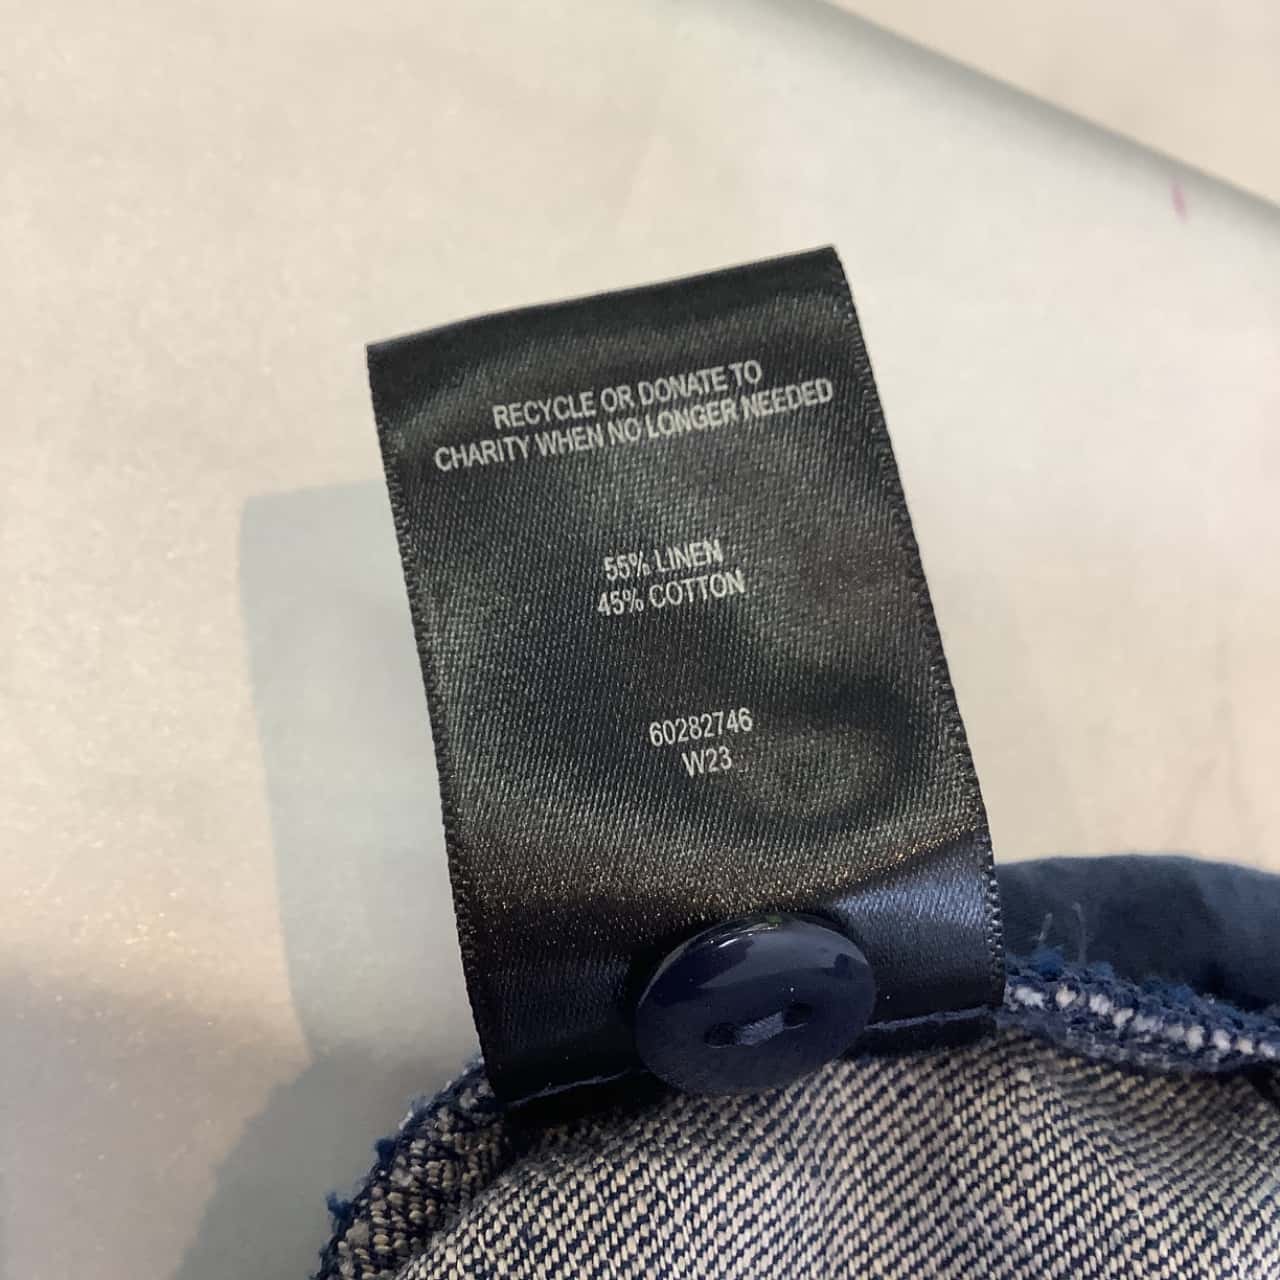 RECYCLE OR DONATE TO
CHARITY WHEN NO LONGER NEEDED
55% LINEN
45% COTTON
60282746
W23